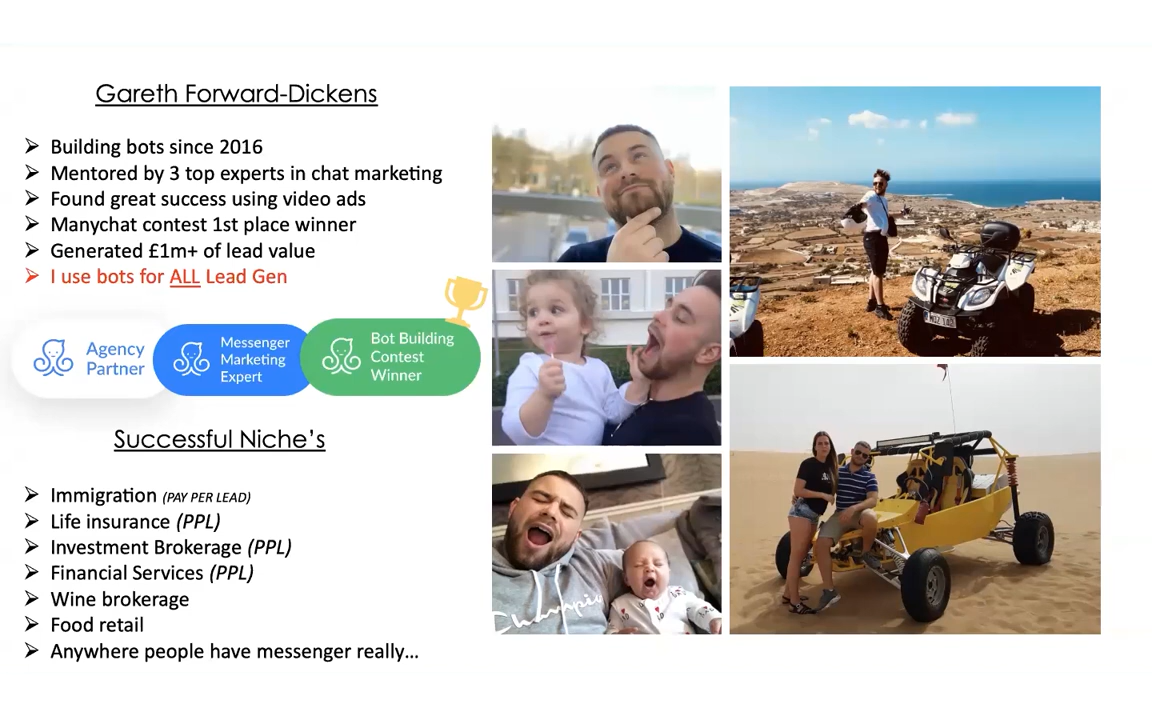 Gareth Forward-Dickens
➢ Building bots since 2016
➢ Mentored by 3 top experts in chat marketing
➢ Found great success using video ads
➢ Manychat contest 1st place winner
➢ Generated £1m+ of lead value
➢ I use bots for ALL Lead Gen
Agency
Partner
Messenger
Marketing
Expert
Bot Building
Contest
Winner
Successful Niche’s
➢ Immigration (PAY PER LEAD)
➢ Life insurance (PPL)
➢ Investment Brokerage (PPL)
➢ Financial Services (PPL)
➢ Wine brokerage
➢ Food retail
➢ Anywhere people have messenger really…
Champion